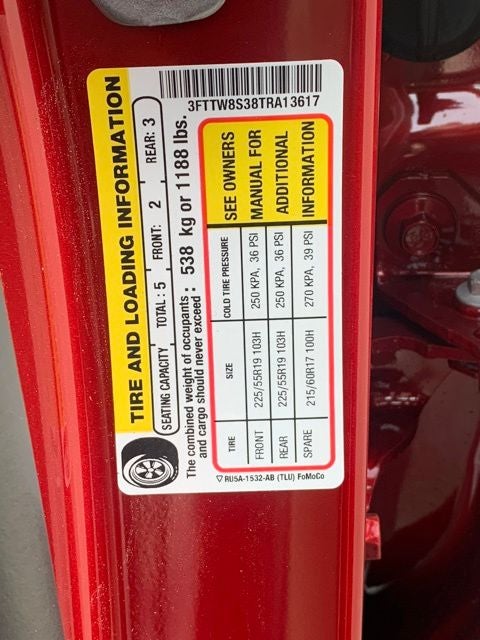 3FTTW8S38TRA13617
TIRE AND LOADING INFORMATION
SEATING CAPACITY TOTAL: 5 FRONT: 2 REAR: 3
The combined weight of occupants and cargo should never exceed: 538 kg or 1188 lbs.
TIRE SIZE COLD TIRE PRESSURE
FRONT 225/55R19 103H 250 KPA, 36 PSI
REAR 225/55R19 103H 250 KPA, 36 PSI
SPARE 215/60R17 100H 270 KPA, 39 PSI
SEE OWNERS
MANUAL FOR
ADDITIONAL
INFORMATION
RU5A-1532-AB (TLU) FoMoCo